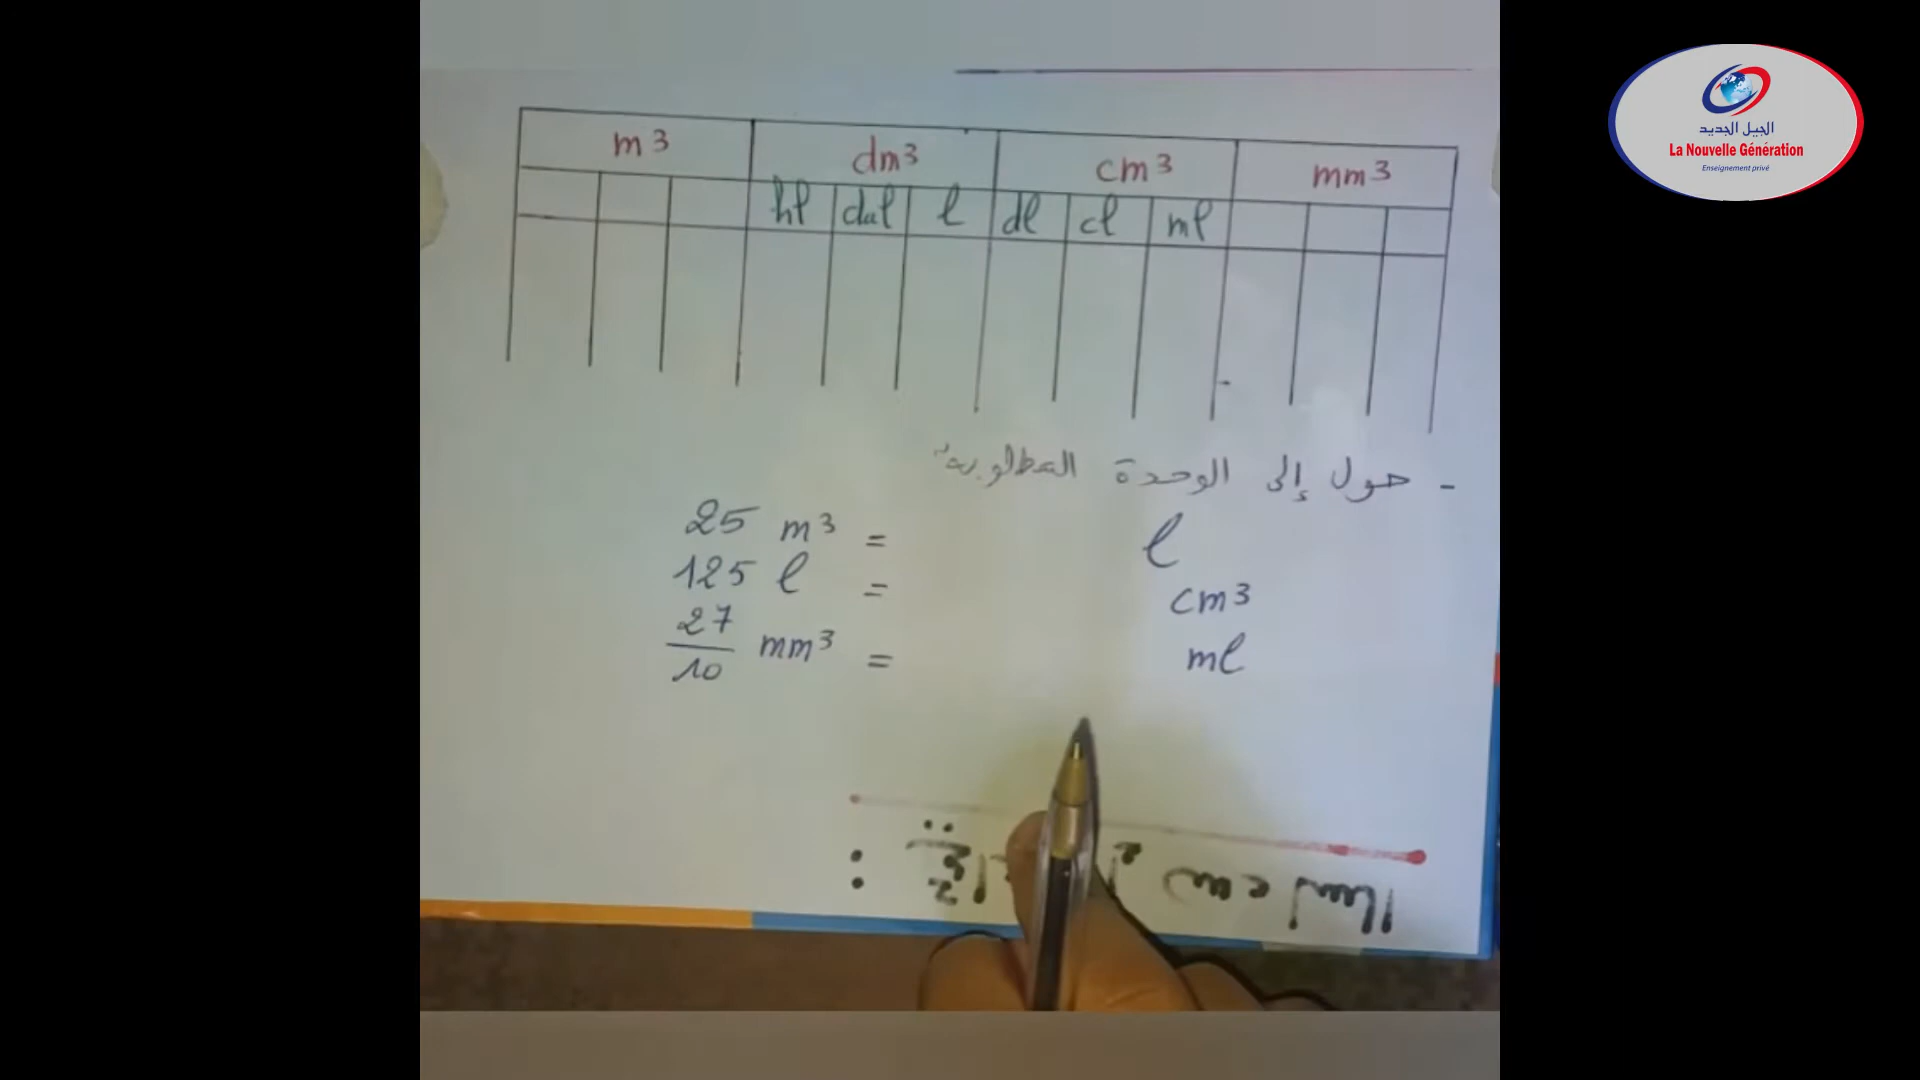 الجيل الجديد
La Nouvelle Génération
Enseignement privé
m³ dm³ cm³ mm³
hl dal l dl cl ml
- حول إلى الوحدة المطلوبة
25 m³ = l
125 l = cm³
27/10 mm³ = ml